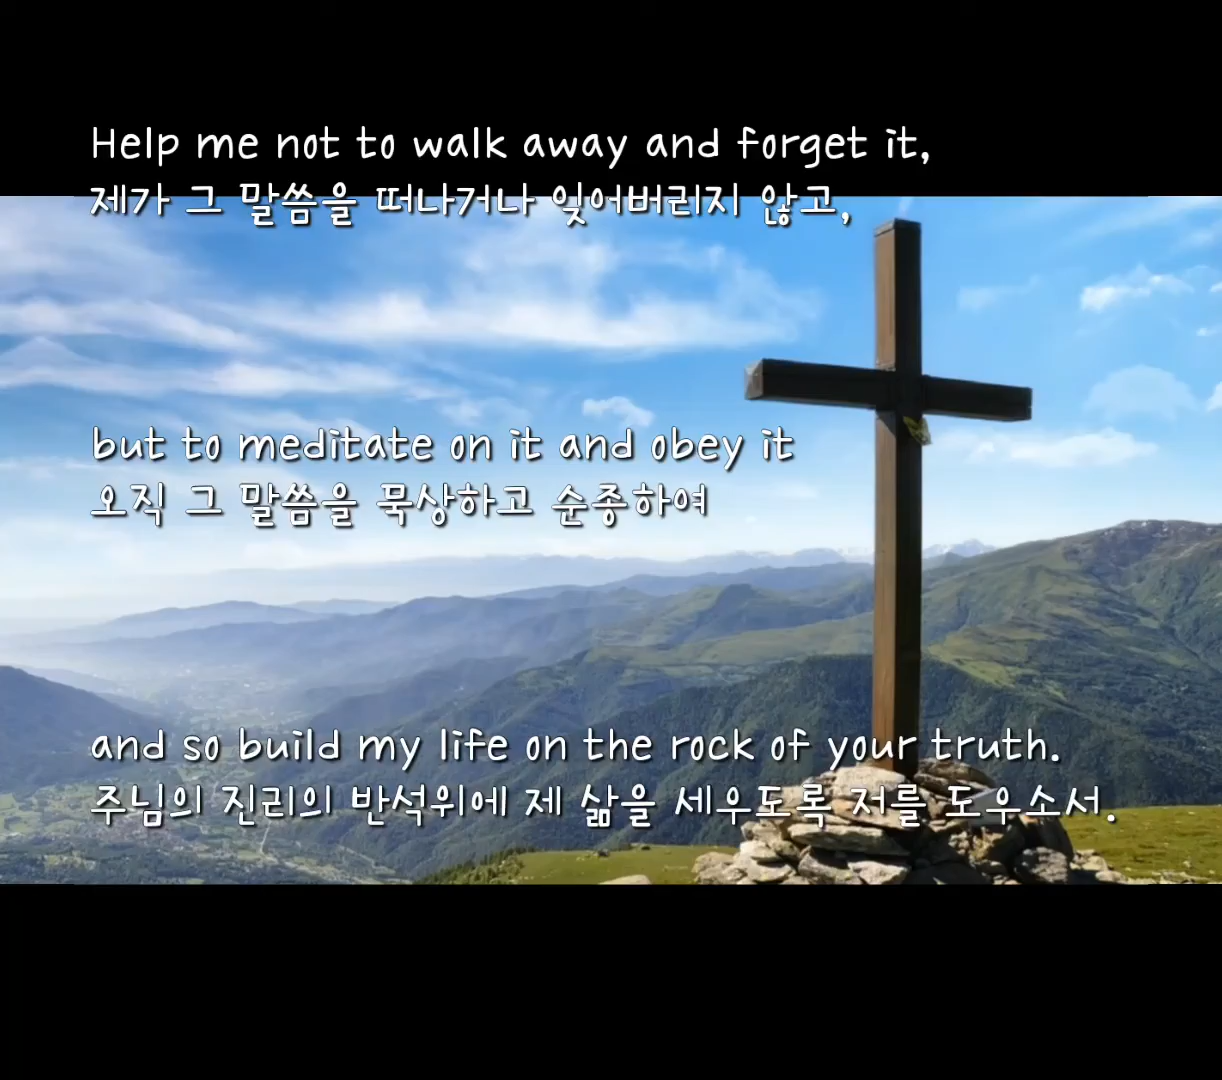 Help me not to walk away and forget it,
제가 그 말씀을 떠나거나 잊어버리지 않고,
but to meditate on it and obey it
오직 그 말씀을 묵상하고 순종하여
and so build my life on the rock of your truth.
주님의 진리의 반석위에 제 삶을 세우도록 저를 도우소서.